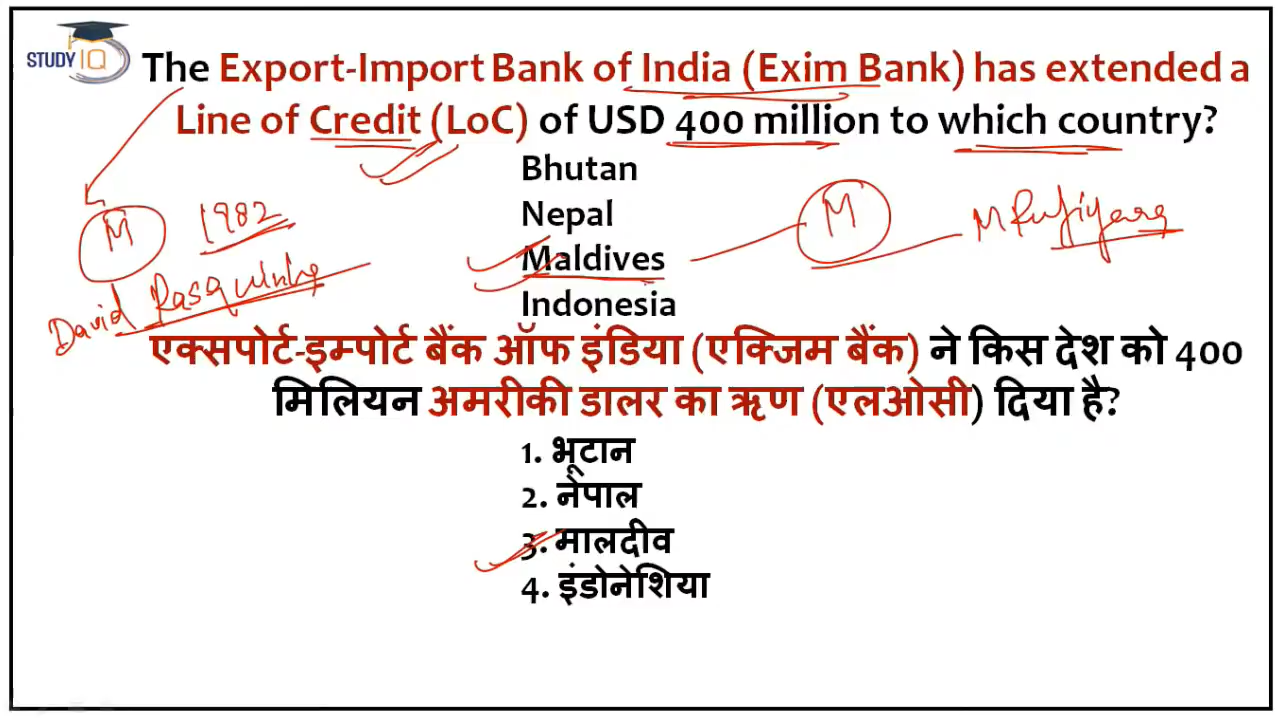 STUDY IQ
The Export-Import Bank of India (Exim Bank) has extended a
Line of Credit (LoC) of USD 400 million to which country?
Bhutan
Nepal
Maldives
Indonesia
M
1982
David Rasquinha
M
M Rufiyaa
एक्सपोर्ट-इम्पोर्ट बैंक ऑफ इंडिया (एक्जिम बैंक) ने किस देश को 400
मिलियन अमरीकी डालर का ऋण (एलओसी) दिया है?
1. भूटान
2. नेपाल
3. मालदीव
4. इंडोनेशिया